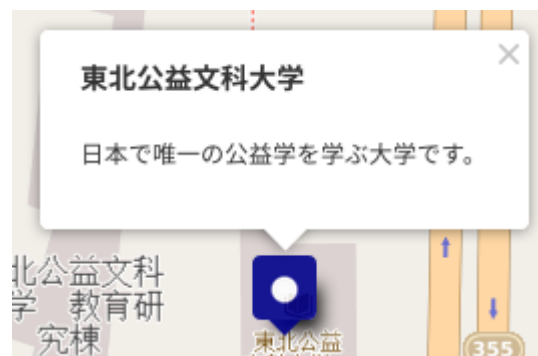 東北公益文科大学
日本で唯一の公益学を学ぶ大学です。
北公益文科
学 教育研
究棟
東北公益
355